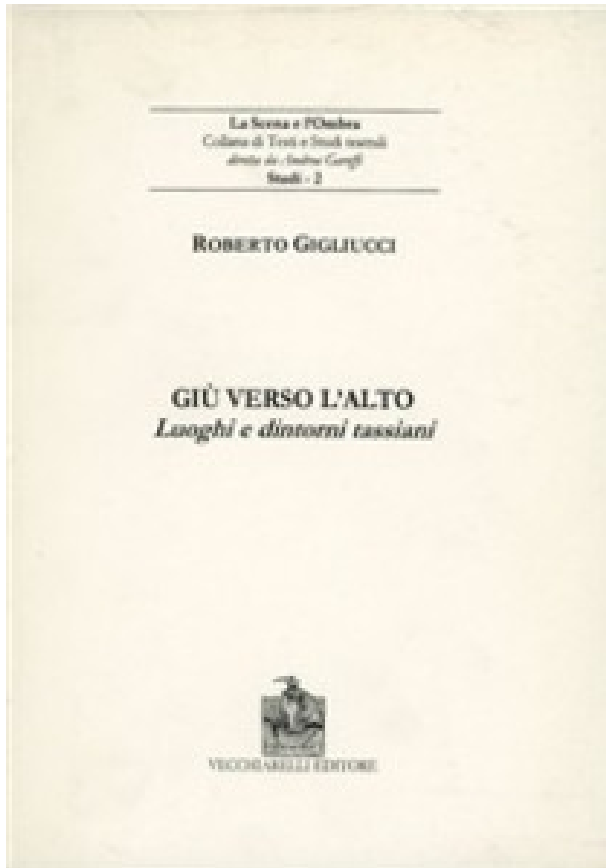 La Scena e l'Ombra
Collana di Testi e Studi teatrali
diretta da Andrea Gareffi
Studi - 2
ROBERTO GIGLIUCCI
GIÙ VERSO L'ALTO
Luoghi e dintorni tassiani
VECCHIARELLI EDITORE